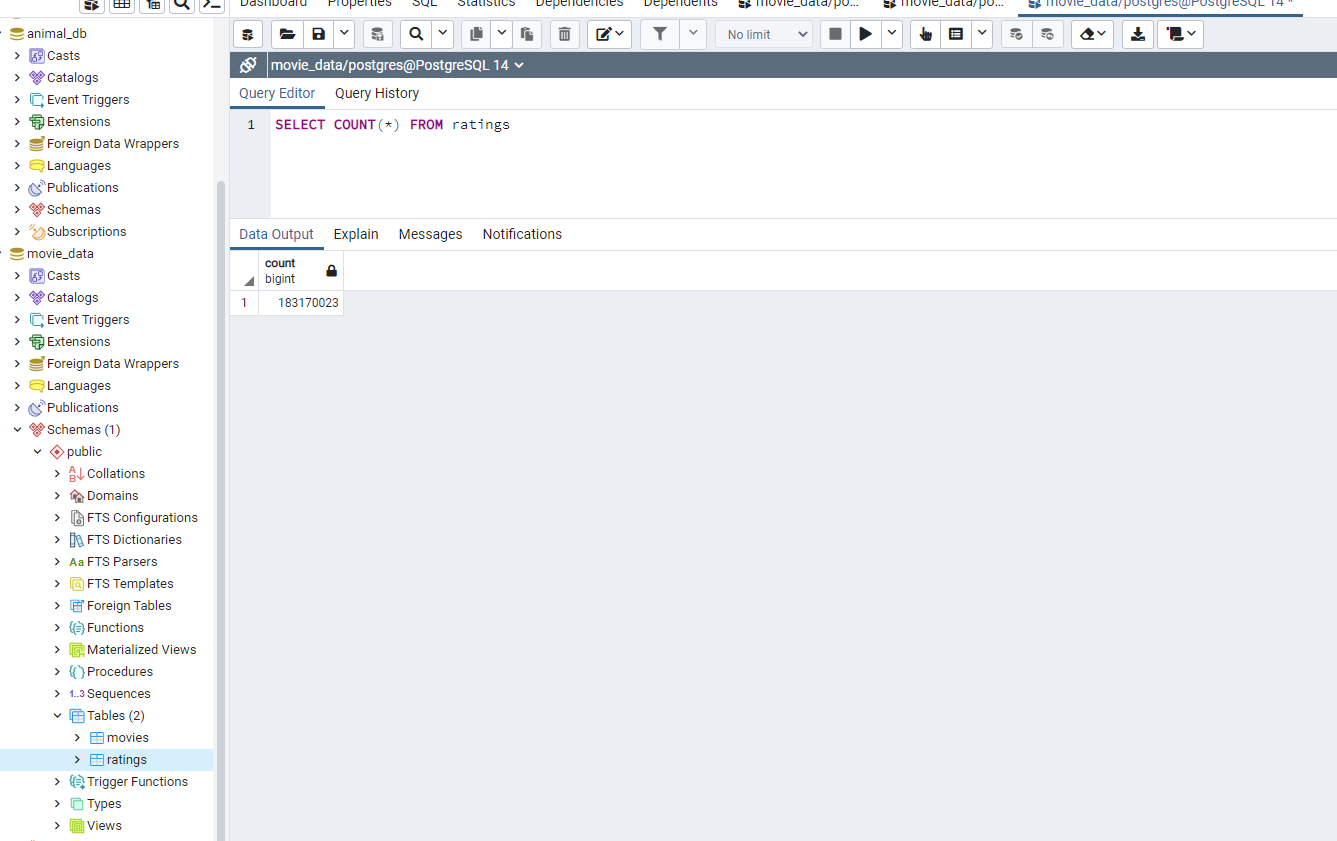 Dashboard Properties SQL Statistics Dependencies Dependents movie_data/po... movie_data/po... movie_data/postgres@PostgreSQL 14 *
No limit
movie_data/postgres@PostgreSQL 14
Query Editor Query History
1 SELECT COUNT(*) FROM ratings
Data Output Explain Messages Notifications
count
bigint
1 183170023
animal_db
Casts
Catalogs
Event Triggers
Extensions
Foreign Data Wrappers
Languages
Publications
Schemas
Subscriptions
movie_data
Casts
Catalogs
Event Triggers
Extensions
Foreign Data Wrappers
Languages
Publications
Schemas (1)
public
Collations
Domains
FTS Configurations
FTS Dictionaries
Aa FTS Parsers
FTS Templates
Foreign Tables
Functions
Materialized Views
Procedures
1..3 Sequences
Tables (2)
movies
ratings
Trigger Functions
Types
Views